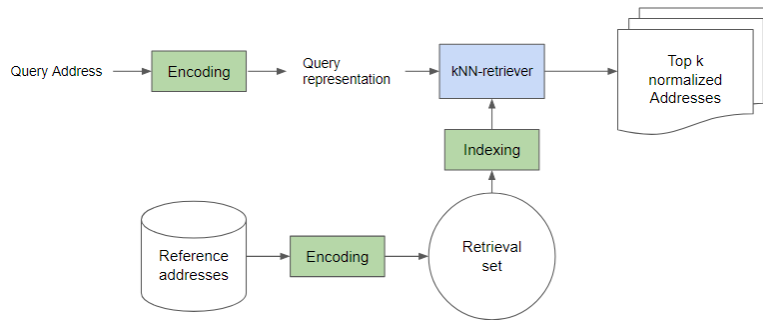 Query Address
Encoding
Query
representation
kNN-retriever
Top k
normalized
Addresses
Indexing
Reference
addresses
Encoding
Retrieval
set